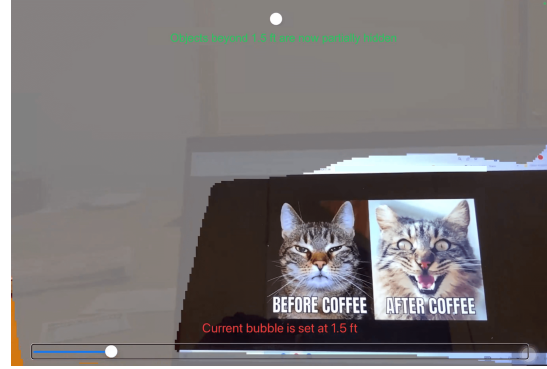 Objects beyond 1.5 ft are now partially hidden
BEFORE COFFEE
AFTER COFFEE
Current bubble is set at 1.5 ft